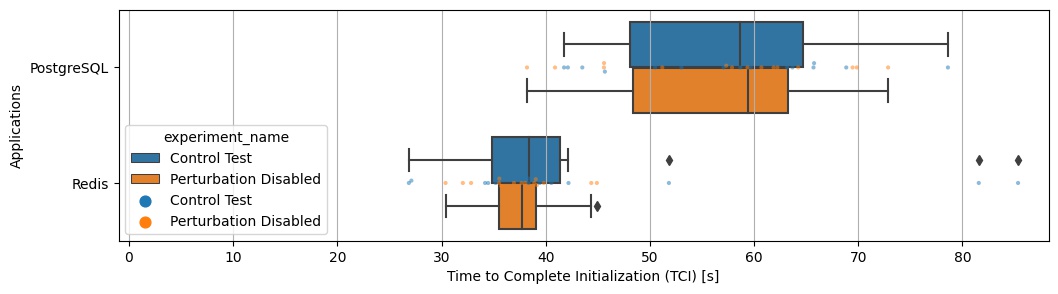 Applications
PostgreSQL
Redis
experiment_name
Control Test
Perturbation Disabled
Control Test
Perturbation Disabled
0 10 20 30 40 50 60 70 80
Time to Complete Initialization (TCI) [s]